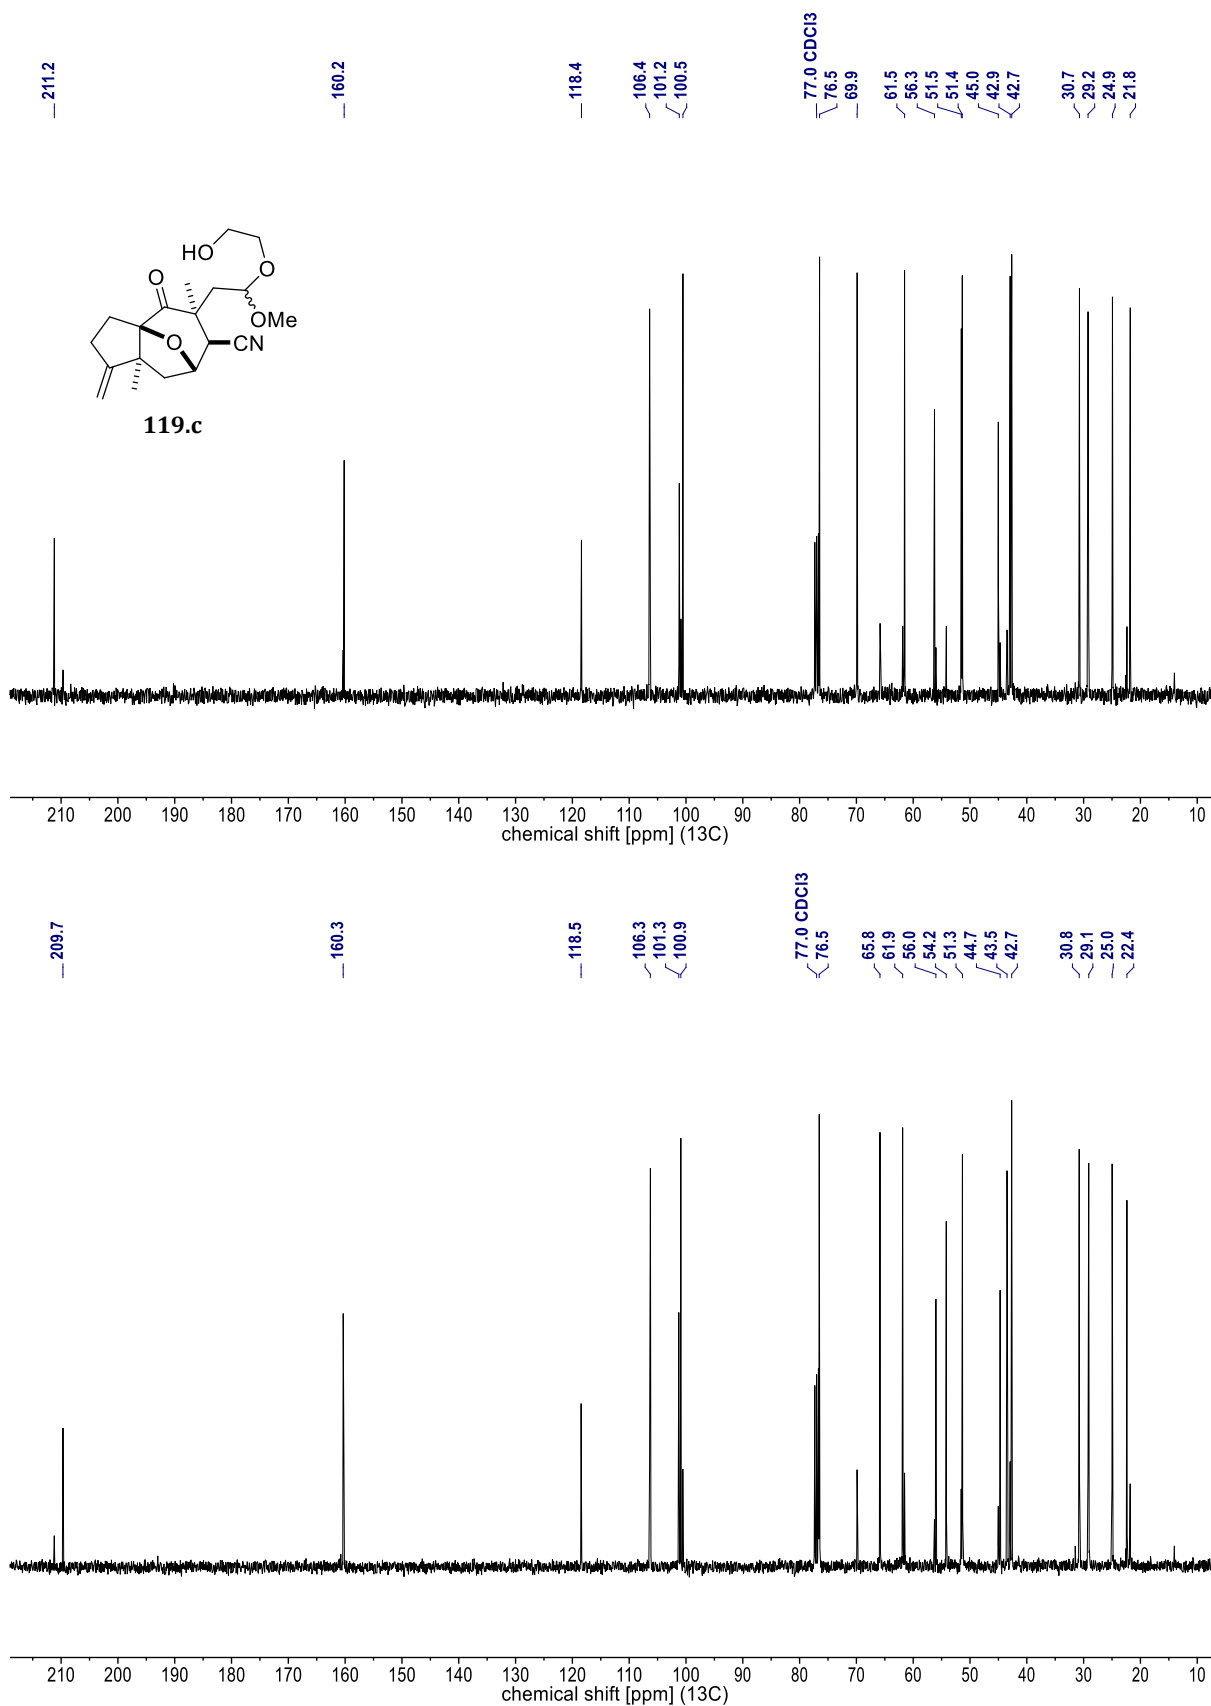 211.2
160.2
118.4
106.4
101.2
100.5
77.0 CDCl3
76.5
69.9
61.5
56.3
51.5
51.4
45.0
42.9
42.7
30.7
29.2
24.9
21.8
HO
O
O
OMe
O
CN
119.c
210 200 190 180 170 160 150 140 130 120 110 100 90 80 70 60 50 40 30 20 10
chemical shift [ppm] (13C)
209.7
160.3
118.5
106.3
101.3
100.9
77.0 CDCl3
76.5
65.8
61.9
56.0
54.2
51.3
44.7
43.5
42.7
30.8
29.1
25.0
22.4
210 200 190 180 170 160 150 140 130 120 110 100 90 80 70 60 50 40 30 20 10
chemical shift [ppm] (13C)